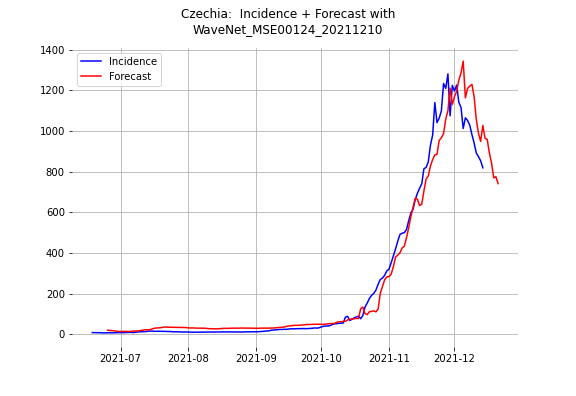 Czechia:  Incidence + Forecast with
WaveNet_MSE00124_20211210
Incidence
Forecast
1400
1200
1000
800
600
400
200
0
2021-07 2021-08 2021-09 2021-10 2021-11 2021-12